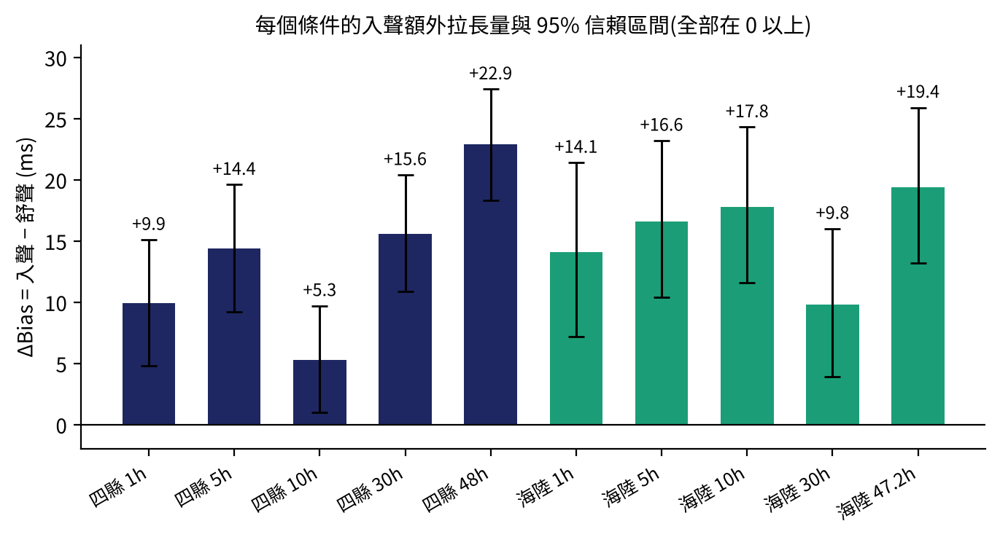 每個條件的入聲額外拉長量與 95% 信賴區間(全部在 0 以上)
ΔBias = 入聲 − 舒聲 (ms)
30
25
20
15
10
5
0
+9.9
+14.4
+5.3
+15.6
+22.9
+14.1
+16.6
+17.8
+9.8
+19.4
四縣 1h
四縣 5h
四縣 10h
四縣 30h
四縣 48h
海陸 1h
海陸 5h
海陸 10h
海陸 30h
海陸 47.2h